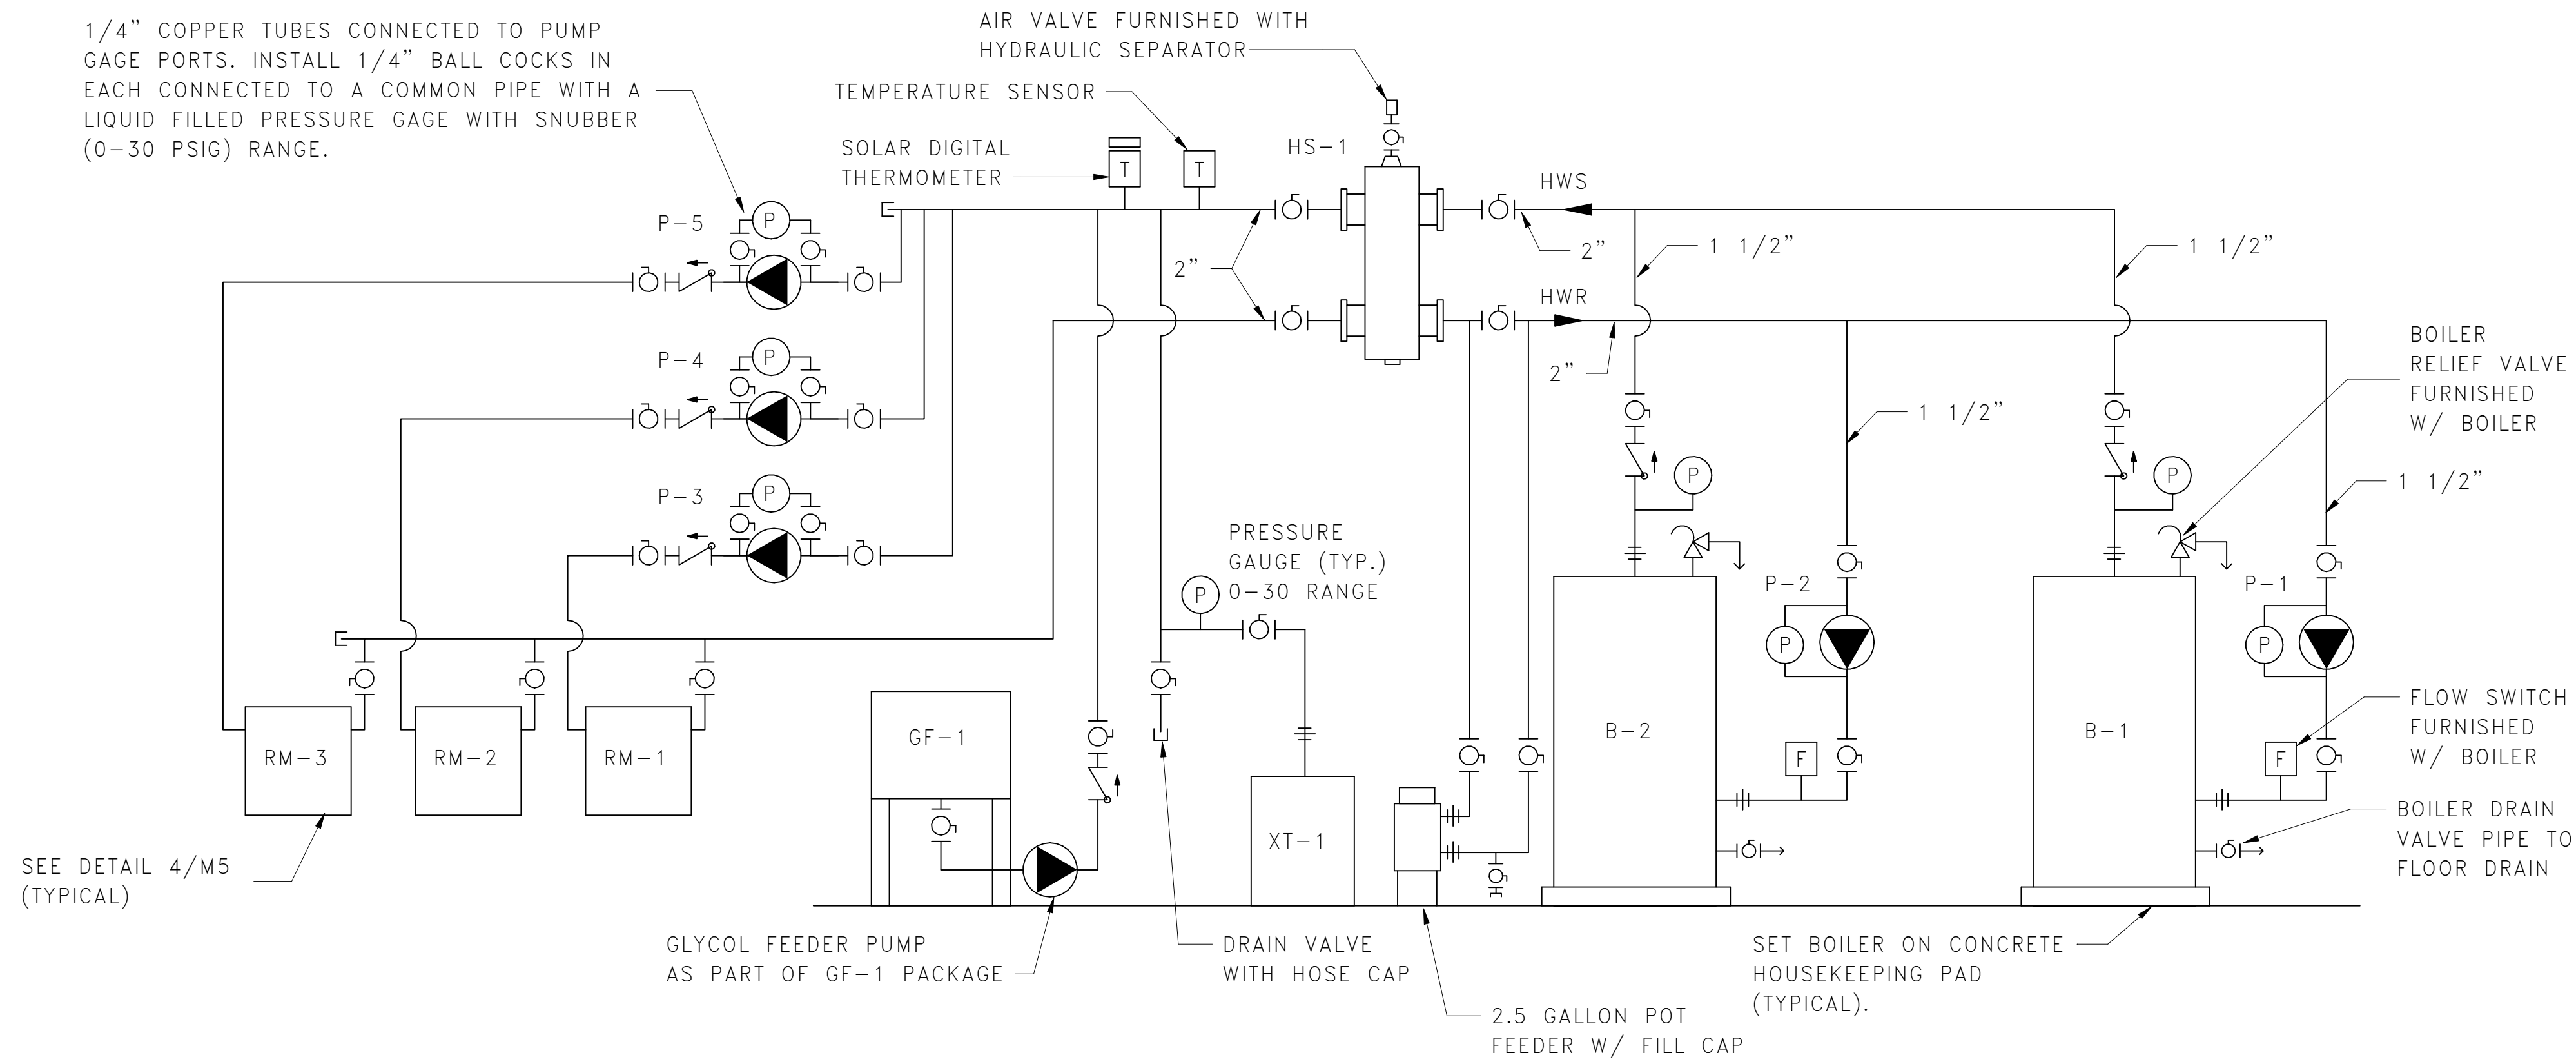 1/4” COPPER TUBES CONNECTED TO PUMP
GAGE PORTS. INSTALL 1/4” BALL COCKS IN
EACH CONNECTED TO A COMMON PIPE WITH A
LIQUID FILLED PRESSURE GAGE WITH SNUBBER
(0-30 PSIG) RANGE.
AIR VALVE FURNISHED WITH
HYDRAULIC SEPARATOR
TEMPERATURE SENSOR
SOLAR DIGITAL
THERMOMETER
T
T
HS-1
HWS
2”
1 1/2”
1 1/2”
P-5
P
2”
HWR
2”
P-4
P
1 1/2”
BOILER
RELIEF VALVE
FURNISHED
W/ BOILER
P
P
1 1/2”
P-3
P
PRESSURE
GAUGE (TYP.)
0-30 RANGE
P
P-2
P
P-1
P
RM-3
RM-2
RM-1
GF-1
B-2
F
B-1
F
FLOW SWITCH
FURNISHED
W/ BOILER
XT-1
BOILER DRAIN
VALVE PIPE TO
FLOOR DRAIN
SEE DETAIL 4/M5
(TYPICAL)
GLYCOL FEEDER PUMP
AS PART OF GF-1 PACKAGE
DRAIN VALVE
WITH HOSE CAP
SET BOILER ON CONCRETE
HOUSEKEEPING PAD
(TYPICAL).
2.5 GALLON POT
FEEDER W/ FILL CAP